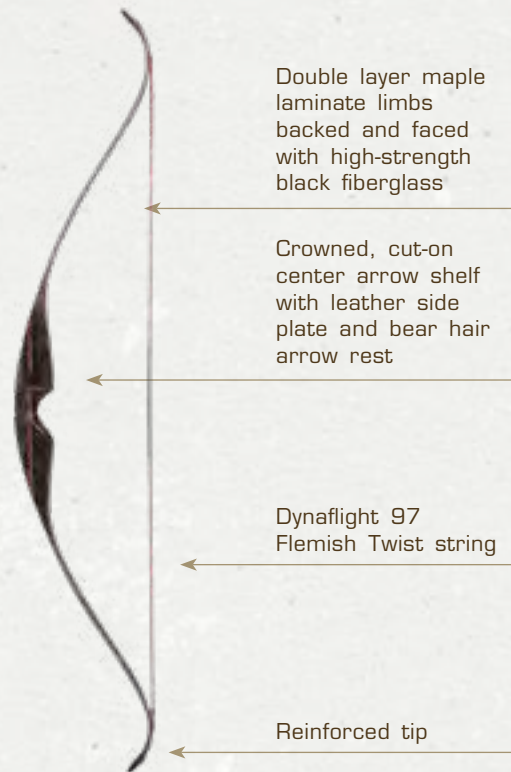 Double layer maple
laminate limbs
backed and faced
with high-strength
black fiberglass
Crowned, cut-on
center arrow shelf
with leather side
plate and bear hair
arrow rest
Dynaflight 97
Flemish Twist string
Reinforced tip